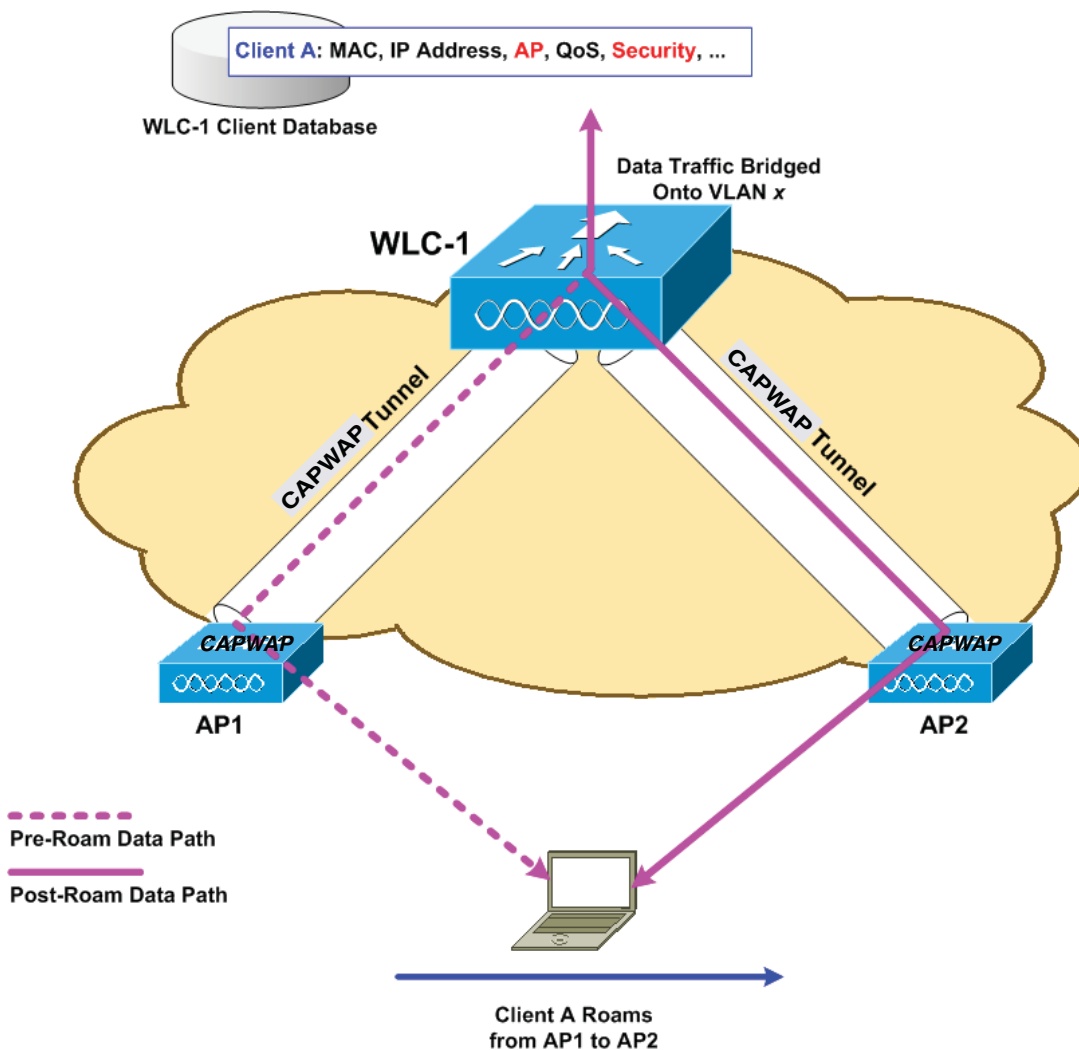 Client A: MAC, IP Address, AP, QoS, Security, ...
WLC-1 Client Database
Data Traffic Bridged
Onto VLAN x
WLC-1
CAPWAP Tunnel
CAPWAP Tunnel
CAPWAP
CAPWAP
AP1
AP2
Pre-Roam Data Path
Post-Roam Data Path
Client A Roams
from AP1 to AP2